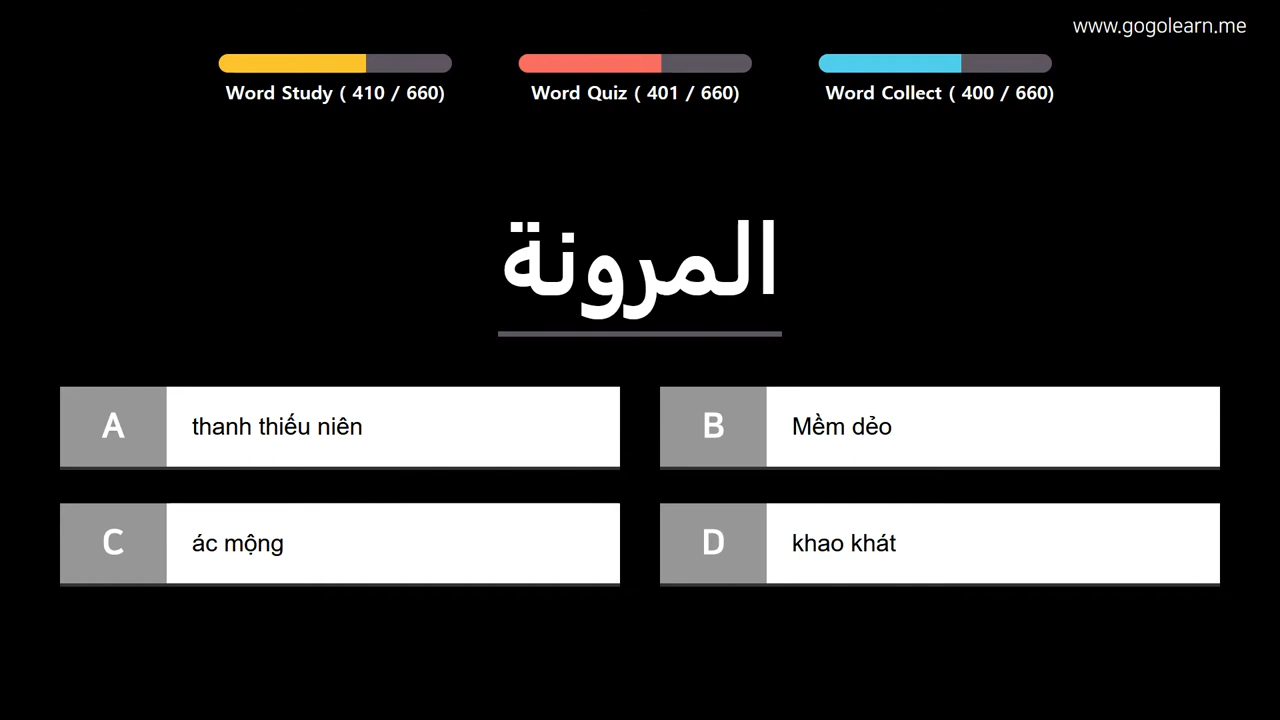 www.gogolearn.me
Word Study ( 410 / 660)
Word Quiz ( 401 / 660)
Word Collect ( 400 / 660)
المرونة
A
thanh thiếu niên
B
Mềm dẻo
C
ác mộng
D
khao khát